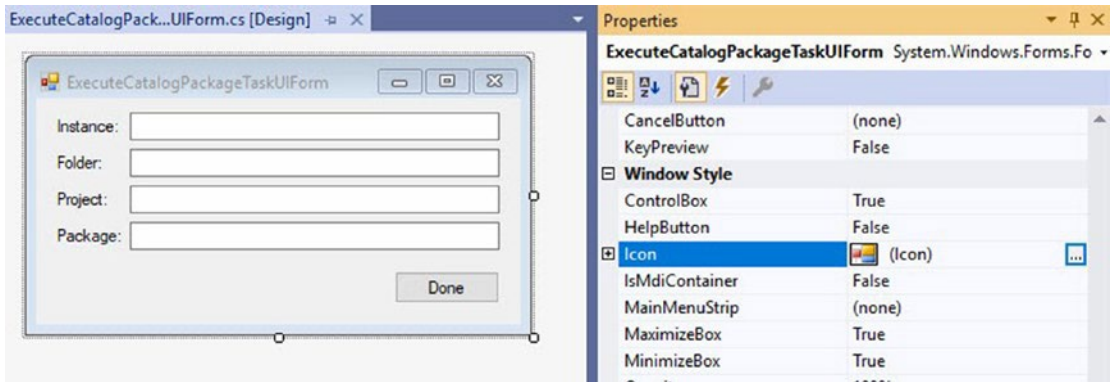 ExecuteCatalogPack...UIForm.cs [Design]
ExecuteCatalogPackageTaskUIForm
Instance:
Folder:
Project:
Package:
Done
Properties
ExecuteCatalogPackageTaskUIForm System.Windows.Forms.Fo
CancelButton (none)
KeyPreview False
Window Style
ControlBox True
HelpButton False
Icon (Icon) ...
IsMdiContainer False
MainMenuStrip (none)
MaximizeBox True
MinimizeBox True